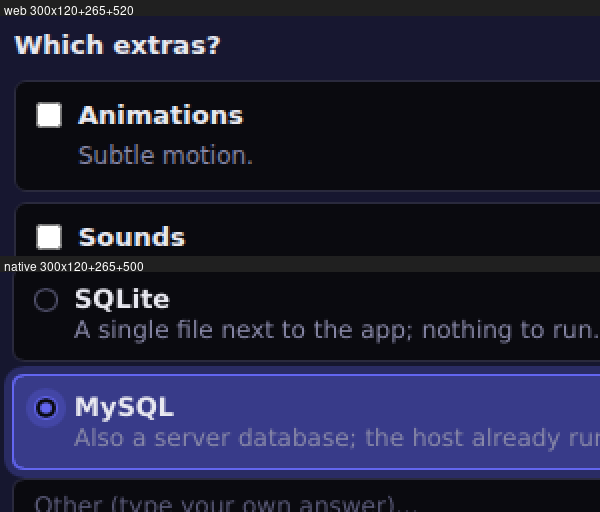 web 300x120+265+520
Which extras?
Animations
Subtle motion.
Sounds
native 300x120+265+500
SQLite
A single file next to the app; nothing to run.
MySQL
Also a server database; the host already
Other (type your own answer)...